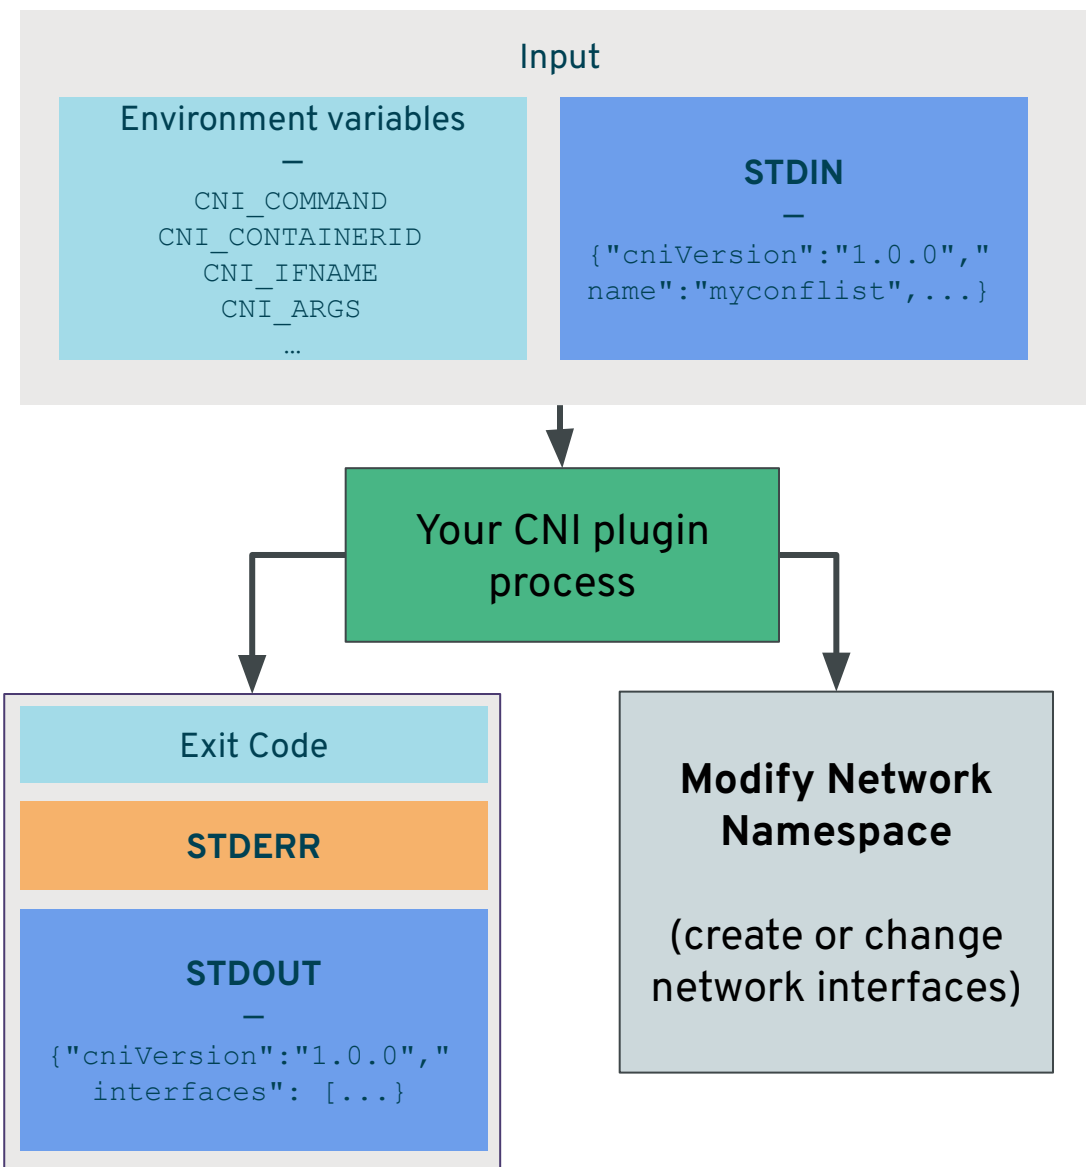 Input
Environment variables
–
CNI_COMMAND
CNI_CONTAINERID
CNI_IFNAME
CNI_ARGS
…
STDIN
–
{"cniVersion":"1.0.0","
name":"myconflist",...}
Your CNI plugin
process
Exit Code
STDERR
STDOUT
–
{"cniVersion":"1.0.0","
interfaces": [...}
Modify Network
Namespace
(create or change
network interfaces)